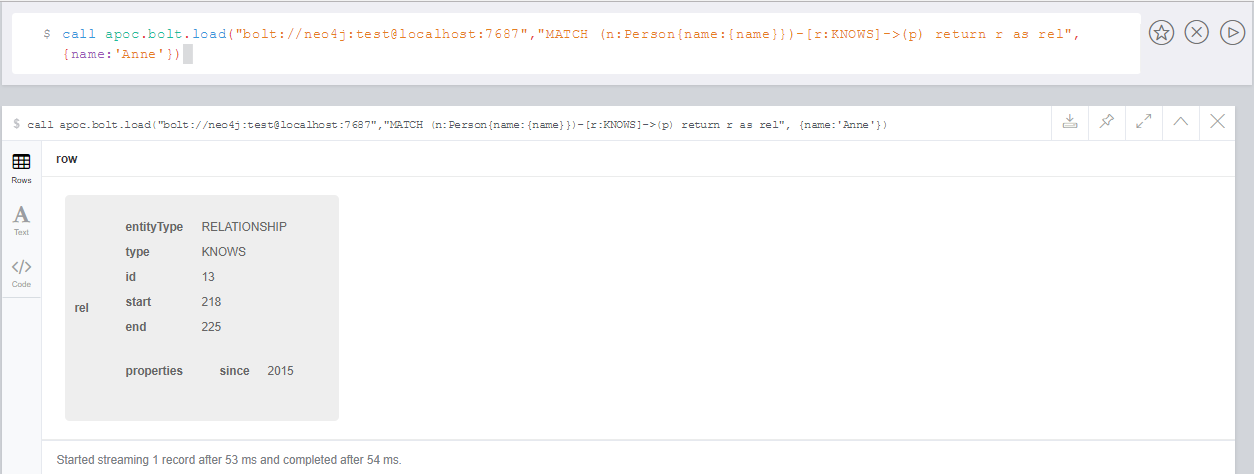 $ call apoc.bolt.load("bolt://neo4j:test@localhost:7687","MATCH (n:Person{name:{name}})-[r:KNOWS]->(p) return r as rel",
{name:'Anne'})
$ call apoc.bolt.load("bolt://neo4j:test@localhost:7687","MATCH (n:Person{name:{name}})-[r:KNOWS]->(p) return r as rel", {name:'Anne'})
Rows
row
A
Text
</>
Code
entityType RELATIONSHIP
type KNOWS
id 13
start 218
rel
end 225
properties since 2015
Started streaming 1 record after 53 ms and completed after 54 ms.